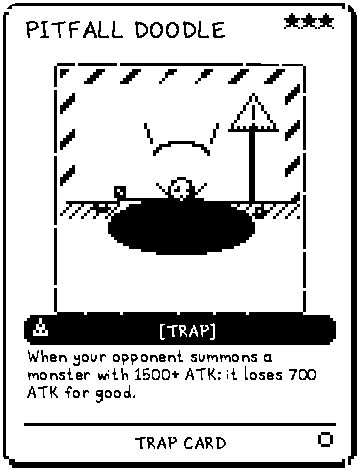 PITFALL DOODLE
[TRAP]
When your opponent summons a
monster with 1500+ ATK: it loses 700
ATK for good.
TRAP CARD